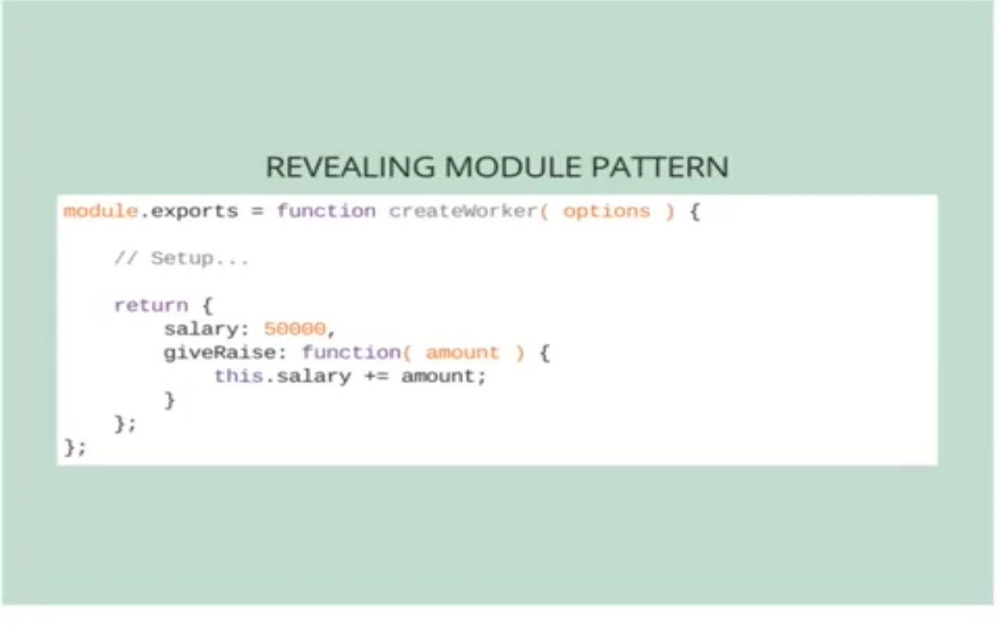 REVEALING MODULE PATTERN
module.exports = function createWorker( options ) {
// Setup...
return {
salary: 50000,
giveRaise: function( amount ) {
this.salary += amount;
}
};
};